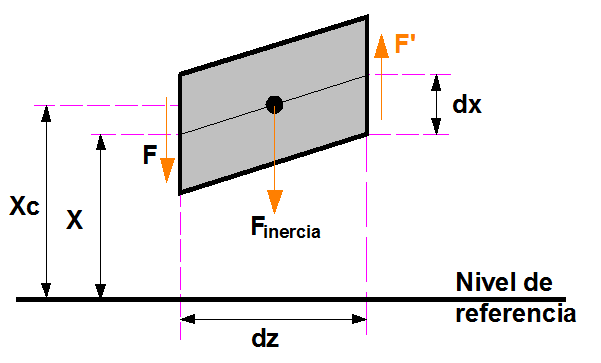 F'
dx
F
Xc
X
Finercia
Nivel de
referencia
dz